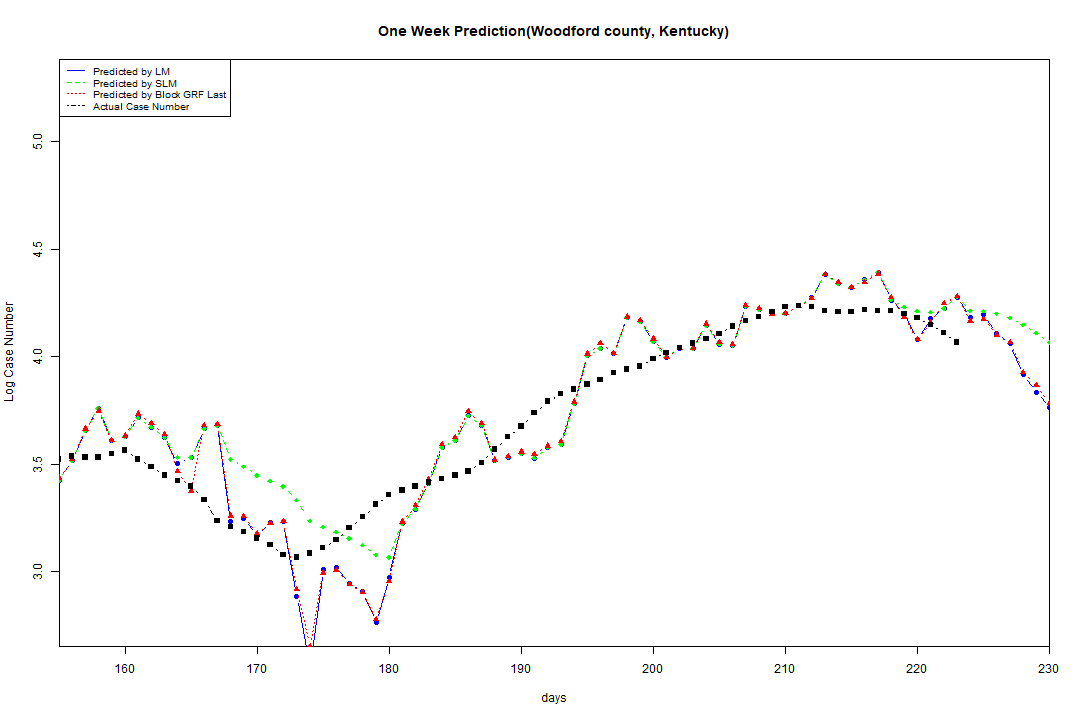 One Week Prediction(Woodford county, Kentucky)
Predicted by LM
Predicted by SLM
Predicted by Block GRF Last
Actual Case Number
5.0
4.5
4.0
3.5
3.0
Log Case Number
160 170 180 190 200 210 220 230
days